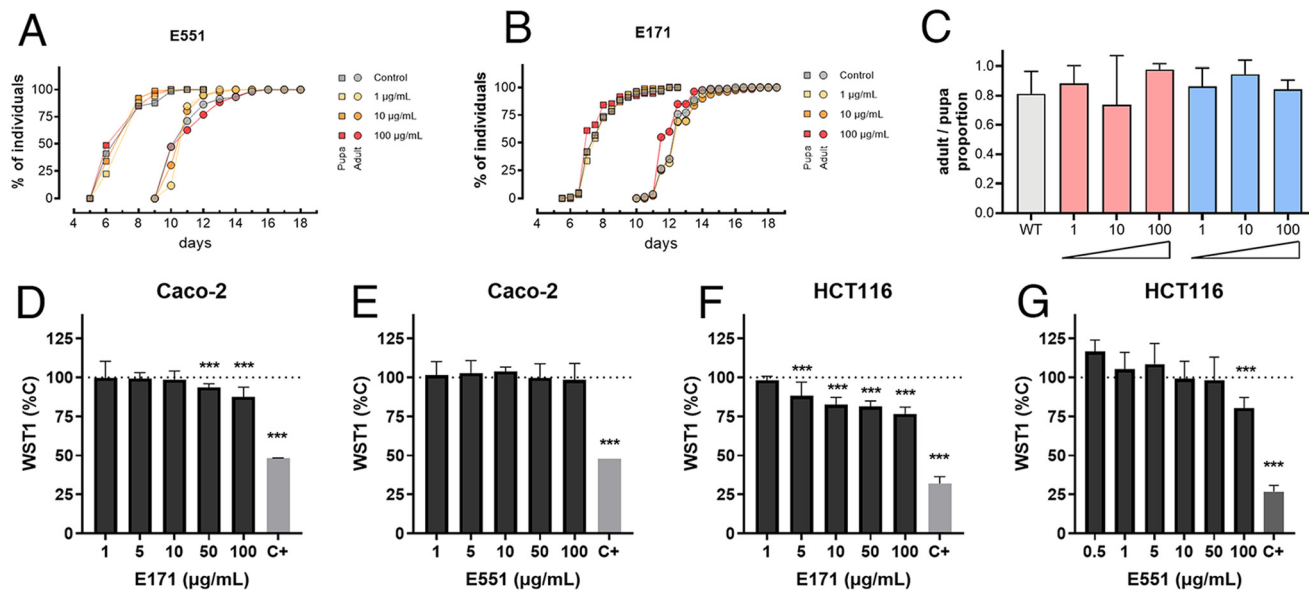 A
E551
% of individuals
100
75
50
25
0
4 6 8 10 12 14 16 18
days
Control
1 µg/mL
10 µg/mL
100 µg/mL
Pupa
Adult
B
E171
% of individuals
100
75
50
25
0
4 6 8 10 12 14 16 18
days
Control
1 µg/mL
10 µg/mL
100 µg/mL
Pupa
Adult
C
adult / pupa
proportion
1.0
0.8
0.6
0.4
0.2
0.0
WT 1 10 100 1 10 100
D
Caco-2
WST1 (%C)
125
100
75
50
25
0
*** *** ***
1 5 10 50 100 C+
E171 (µg/mL)
E
Caco-2
WST1 (%C)
125
100
75
50
25
0
***
1 5 10 50 100 C+
E551 (µg/mL)
F
HCT116
WST1 (%C)
125
100
75
50
25
0
*** *** *** *** ***
1 5 10 50 100 C+
E171 (µg/mL)
G
HCT116
WST1 (%C)
125
100
75
50
25
0
*** ***
0.5 1 5 10 50 100 C+
E551 (µg/mL)